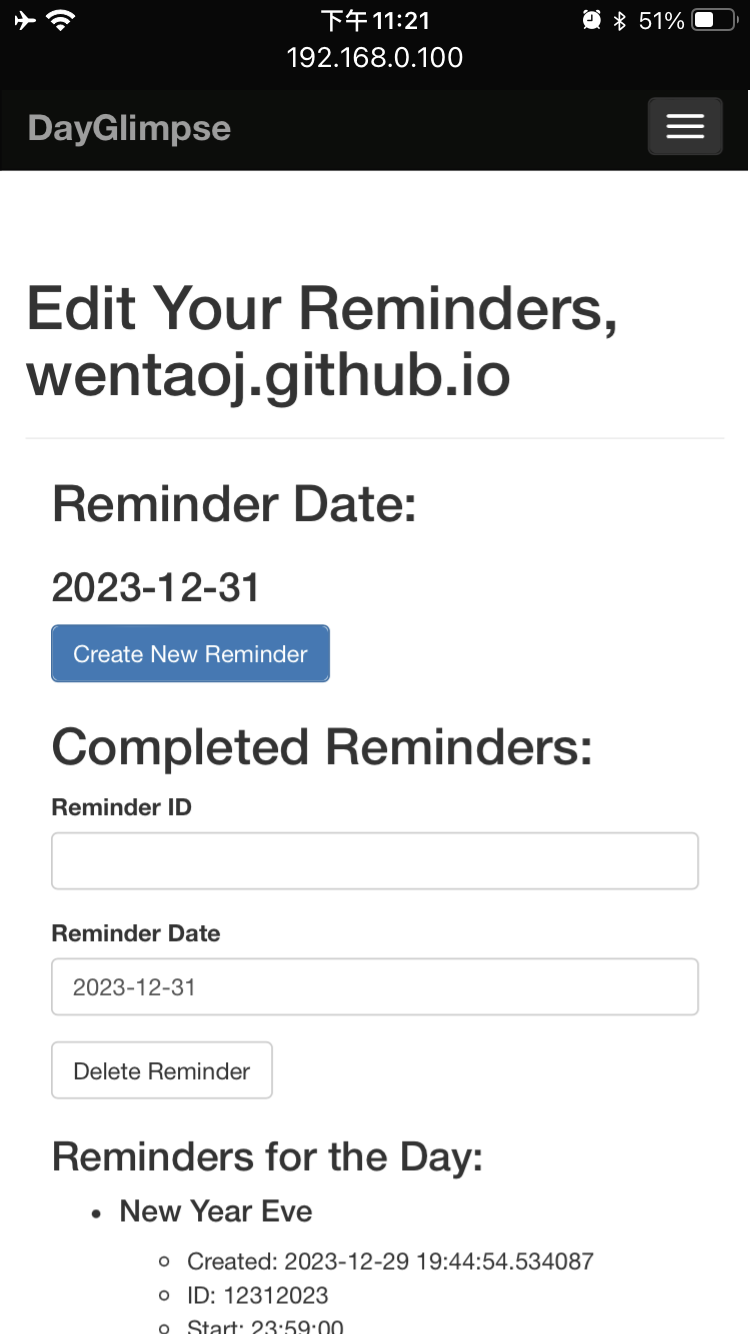 下午11:21
51%
192.168.0.100
DayGlimpse
Edit Your Reminders,
wentaoj.github.io
Reminder Date:
2023-12-31
Create New Reminder
Completed Reminders:
Reminder ID
Reminder Date
2023-12-31
Delete Reminder
Reminders for the Day:
New Year Eve
Created: 2023-12-29 19:44:54.534087
ID: 12312023
Start: 23:59:00